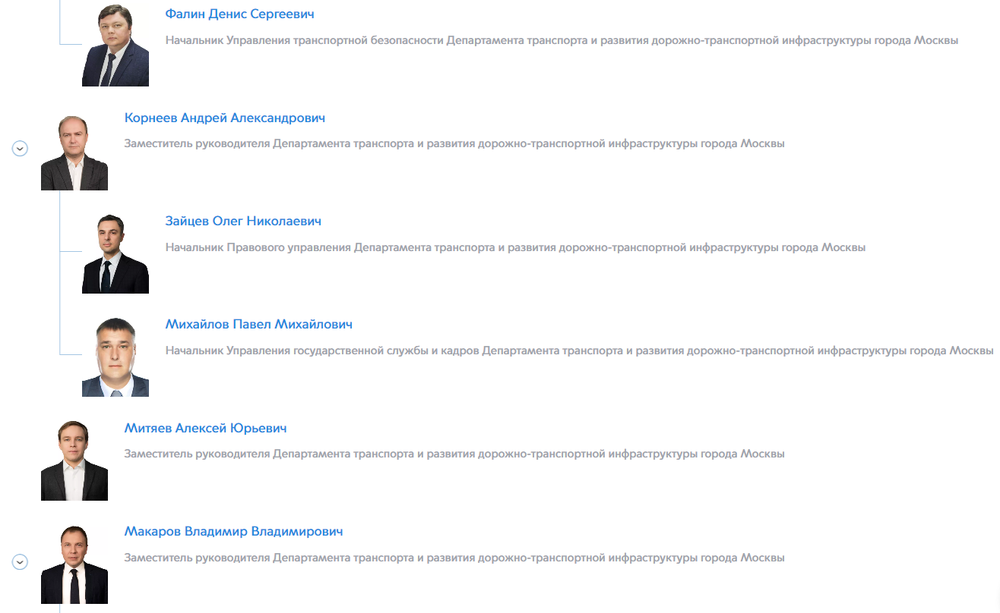 Фалин Денис Сергеевич
Начальник Управления транспортной безопасности Департамента транспорта и развития дорожно-транспортной инфраструктуры города Москвы
Корнеев Андрей Александрович
Заместитель руководителя Департамента транспорта и развития дорожно-транспортной инфраструктуры города Москвы
Зайцев Олег Николаевич
Начальник Правового управления Департамента транспорта и развития дорожно-транспортной инфраструктуры города Москвы
Михайлов Павел Михайлович
Начальник Управления государственной службы и кадров Департамента транспорта и развития дорожно-транспортной инфраструктуры города Москвы
Митяев Алексей Юрьевич
Заместитель руководителя Департамента транспорта и развития дорожно-транспортной инфраструктуры города Москвы
Макаров Владимир Владимирович
Заместитель руководителя Департамента транспорта и развития дорожно-транспортной инфраструктуры города Москвы